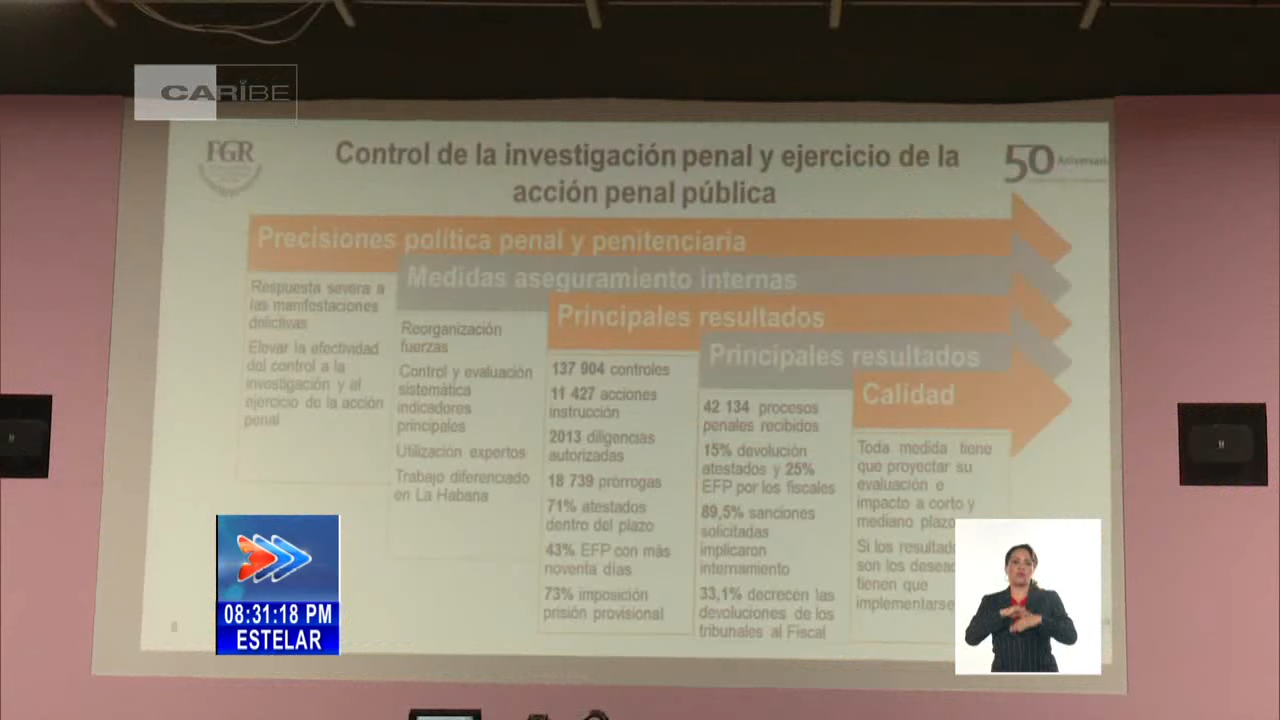 CARIBE
FGR
Control de la investigación penal y ejercicio de la
acción penal pública
50
Aniversario
Precisiones política penal y penitenciaria
Respuesta severa a
las manifestaciones
delictivas
Elevar la efectividad
del control a la
investigación y al
ejercicio de la acción
penal
Medidas aseguramiento internas
Reorganización
fuerzas
Control y evaluación
sistemática
indicadores
principales
Utilización expertos
Trabajo diferenciado
en La Habana
Principales resultados
137 904 controles
11 427 acciones
instrucción
2013 diligencias
autorizadas
18 739 prórrogas
71% atestados
dentro del plazo
43% EFP con más
noventa días
73% imposición
prisión provisional
Principales resultados
42 134 procesos
penales recibidos
15% devolución
atestados y 25%
EFP por los fiscales
89,5% sanciones
solicitadas
implicaron
internamiento
33,1% decrecen las
devoluciones de los
tribunales al Fiscal
Calidad
Toda medida tiene
que proyectar su
evaluación e
impacto a corto y
mediano plazo
Si los resultad
son los desea
tienen que
implementarse
8
08:31:18 PM
ESTELAR